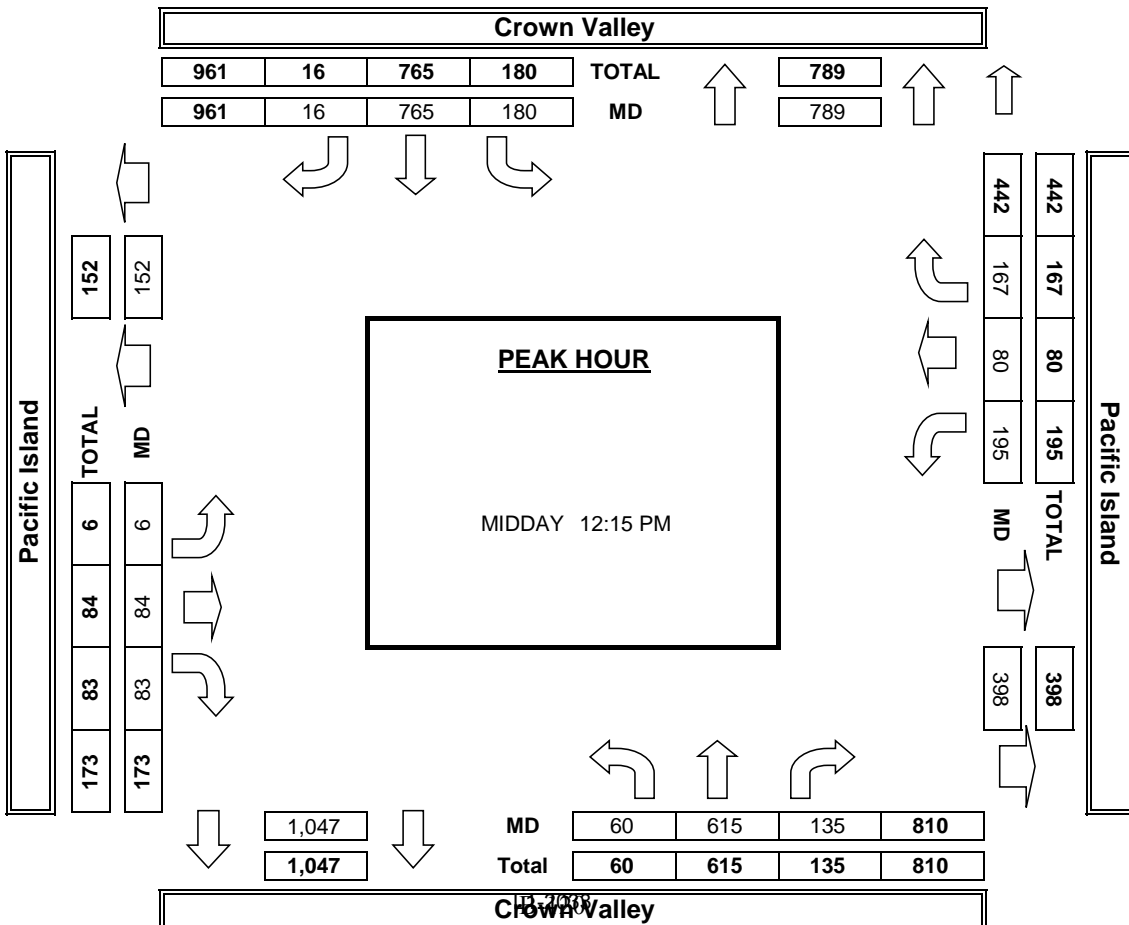 Crown Valley
961 16 765 180 TOTAL 789
961 16 765 180 MD 789
Pacific Island
TOTAL 152
MD 152
TOTAL 6 84 83 173
MD 6 84 83 173
PEAK HOUR
MIDDAY 12:15 PM
442 167 80 195 MD
442 167 80 195 TOTAL
398
398
Pacific Island
1,047 MD 60 615 135 810
1,047 Total 60 615 135 810
Crown Valley